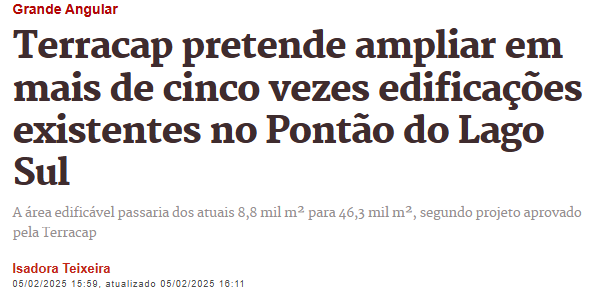 Grande Angular
Terracap pretende ampliar em
mais de cinco vezes edificações
existentes no Pontão do Lago
Sul
A área edificável passaria dos atuais 8,8 mil m² para 46,3 mil m², segundo projeto aprovado
pela Terracap
Isadora Teixeira
05/02/2025 15:59, atualizado 05/02/2025 16:11